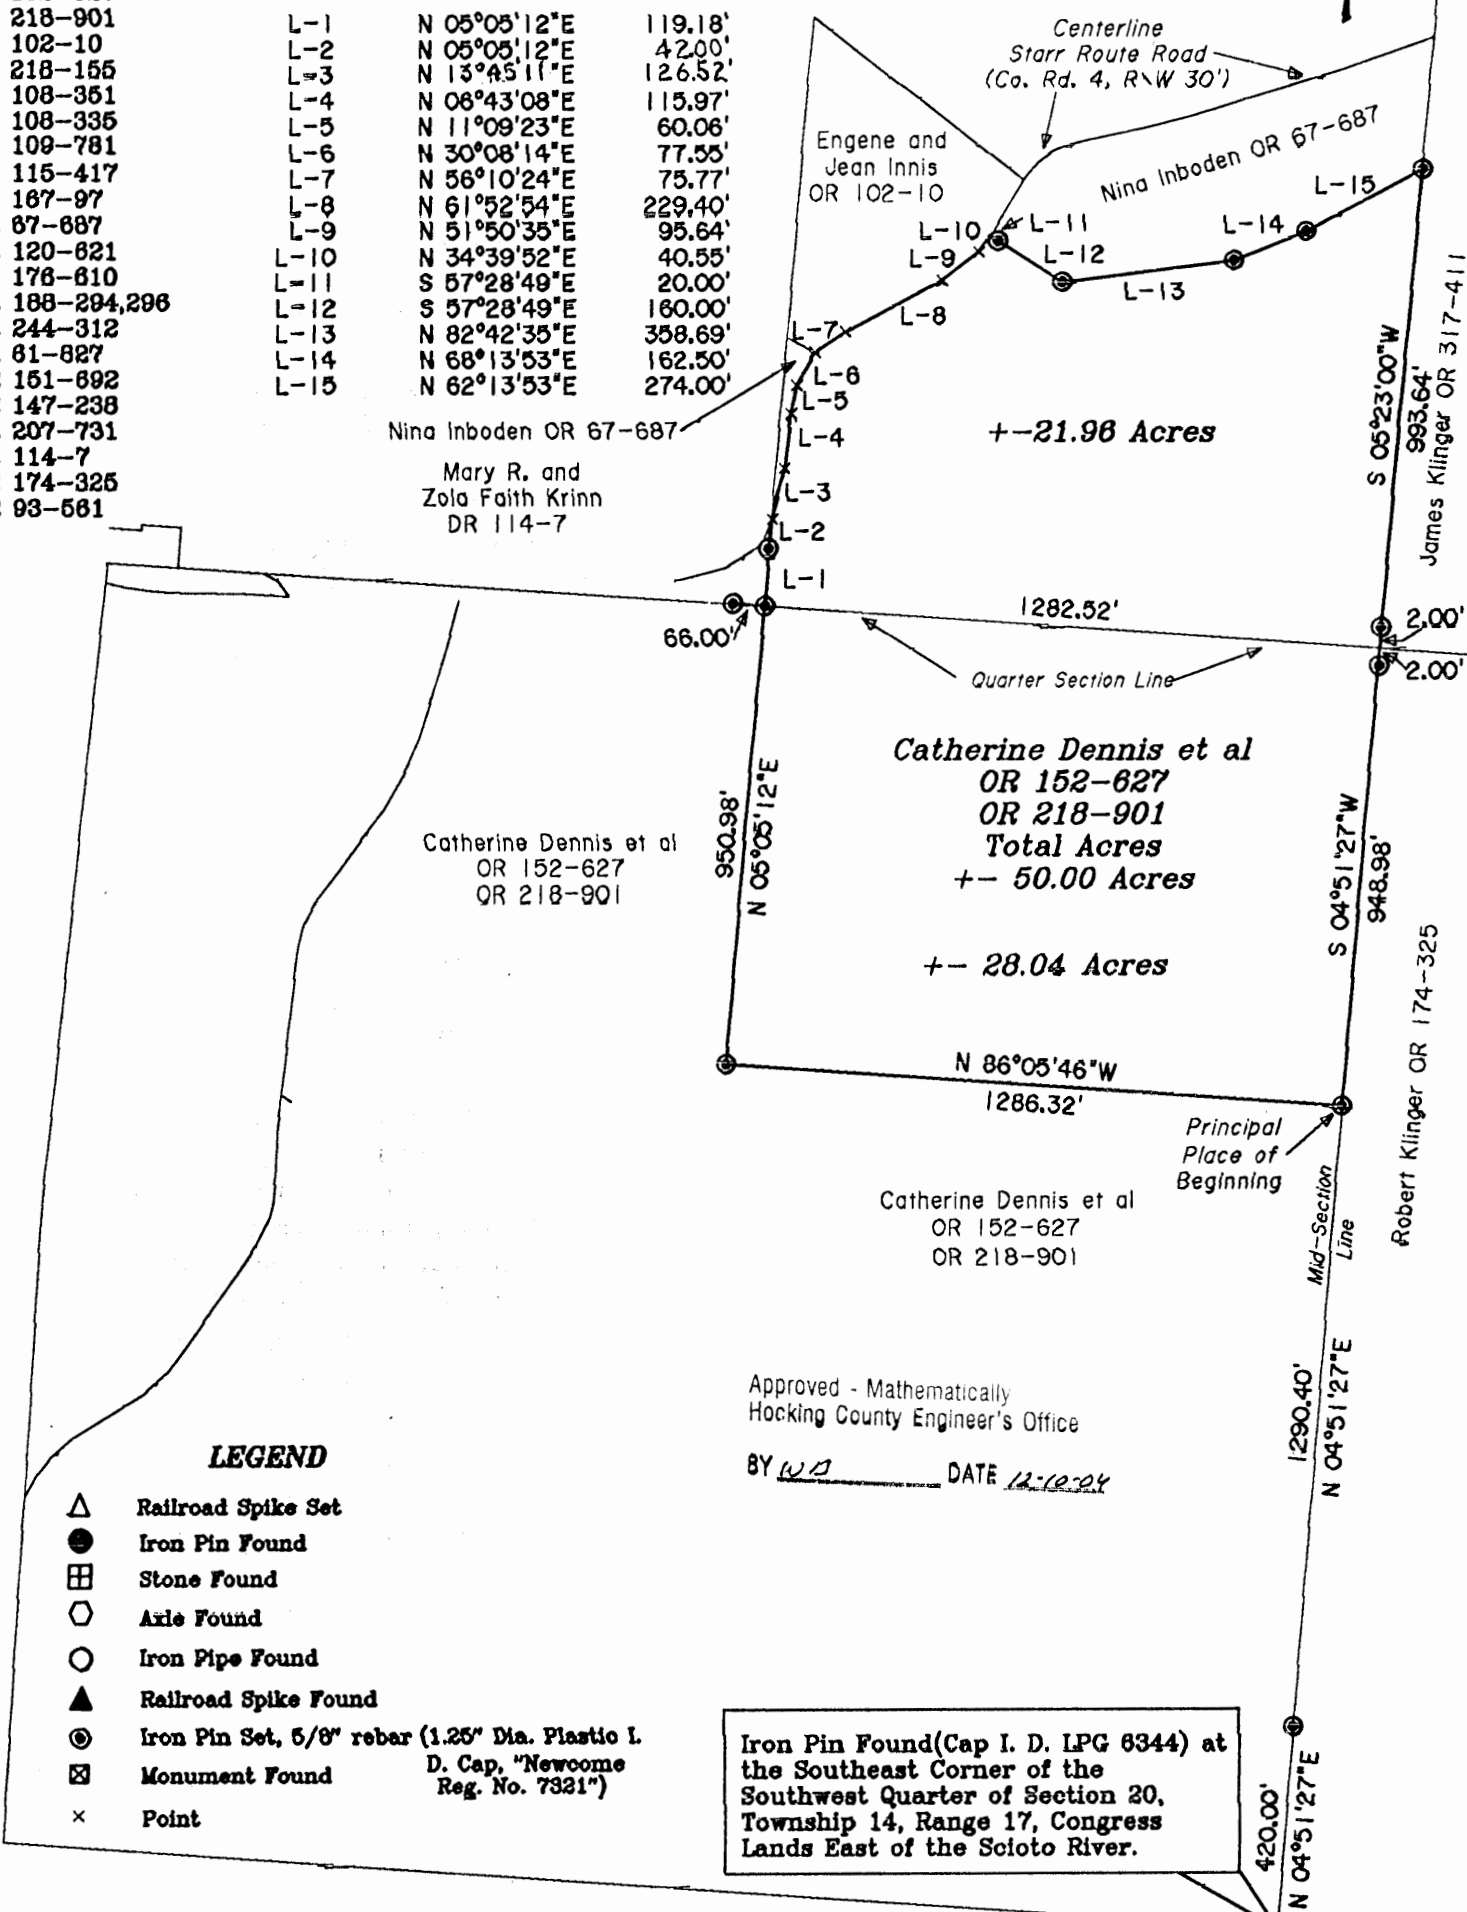 218-901
102-10
218-155
108-351
108-335
109-781
115-417
167-97
67-687
120-621
176-610
188-294,296
244-312
61-827
151-692
147-238
207-731
114-7
174-325
93-561
L-1 N 05°05'12"E 119.18'
L-2 N 05°05'12"E 42.00'
L-3 N 13°45'11"E 126.52'
L-4 N 06°43'08"E 115.97'
L-5 N 11°09'23"E 60.06'
L-6 N 30°08'14"E 77.55'
L-7 N 56°10'24"E 75.77'
L-8 N 61°52'54"E 229.40'
L-9 N 51°50'35"E 95.64'
L-10 N 34°39'52"E 40.55'
L-11 S 57°28'49"E 20.00'
L-12 S 57°28'49"E 160.00'
L-13 N 82°42'35"E 358.69'
L-14 N 68°13'53"E 162.50'
L-15 N 62°13'53"E 274.00'
Centerline
Starr Route Road
(Co. Rd. 4, R\W 30')
Engene and
Jean Innis
OR 102-10
Nina Inboden OR 67-687
L-15
L-14
L-13
L-12
L-11
L-10
L-9
L-8
L-7
L-6
L-5
L-4
L-3
L-2
L-1
Nina Inboden OR 67-687
Mary R. and
Zola Faith Krinn
DR 114-7
+-21.96 Acres
S 05°23'00"W
993.64'
James Klinger OR 317-411
66.00'
1282.52'
2.00'
2.00'
Quarter Section Line
Catherine Dennis et al
OR 152-627
OR 218-901
Total Acres
+- 50.00 Acres
+- 28.04 Acres
Catherine Dennis et al
OR 152-627
OR 218-901
950.98'
N 05°05'12"E
S 04°51'27"W
948.98'
Robert Klinger OR 174-325
N 86°05'46"W
1286.32'
Principal
Place of
Beginning
Mid-Section
Line
Catherine Dennis et al
OR 152-627
OR 218-901
1290.40'
N 04°51'27"E
Approved - Mathematically
Hocking County Engineer's Office
BY DATE 12-10-04
LEGEND
Railroad Spike Set
Iron Pin Found
Stone Found
Axle Found
Iron Pipe Found
Railroad Spike Found
Iron Pin Set, 5/8" rebar (1.25" Dia. Plastic I.
D. Cap, "Newcome
Reg. No. 7321")
Monument Found
Point
Iron Pin Found(Cap I. D. LPG 6344) at
the Southeast Corner of the
Southwest Quarter of Section 20,
Township 14, Range 17, Congress
Lands East of the Scioto River.
420.00'
N 04°51'27"E